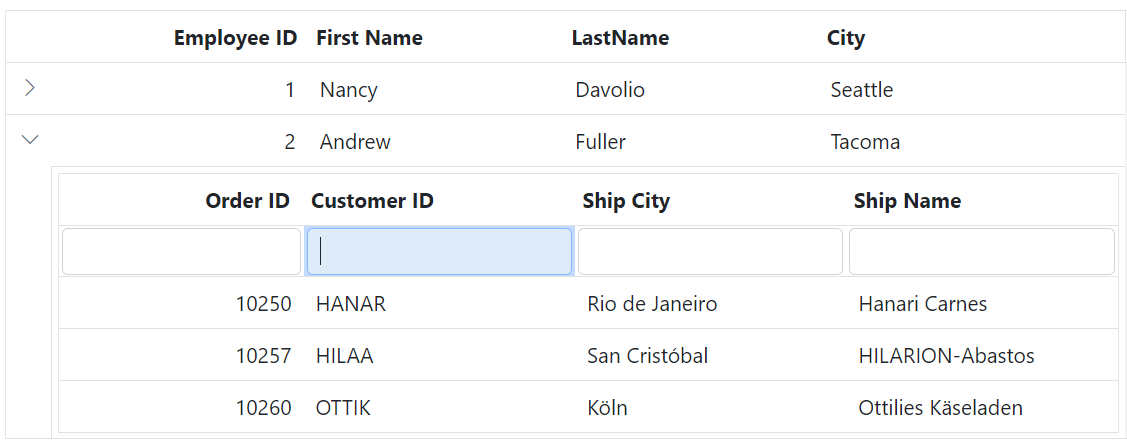 Employee ID First Name LastName City
1 Nancy Davolio Seattle
2 Andrew Fuller Tacoma
Order ID Customer ID Ship City Ship Name
10250 HANAR Rio de Janeiro Hanari Carnes
10257 HILAA San Cristóbal HILARION-Abastos
10260 OTTIK Köln Ottilies Käseladen